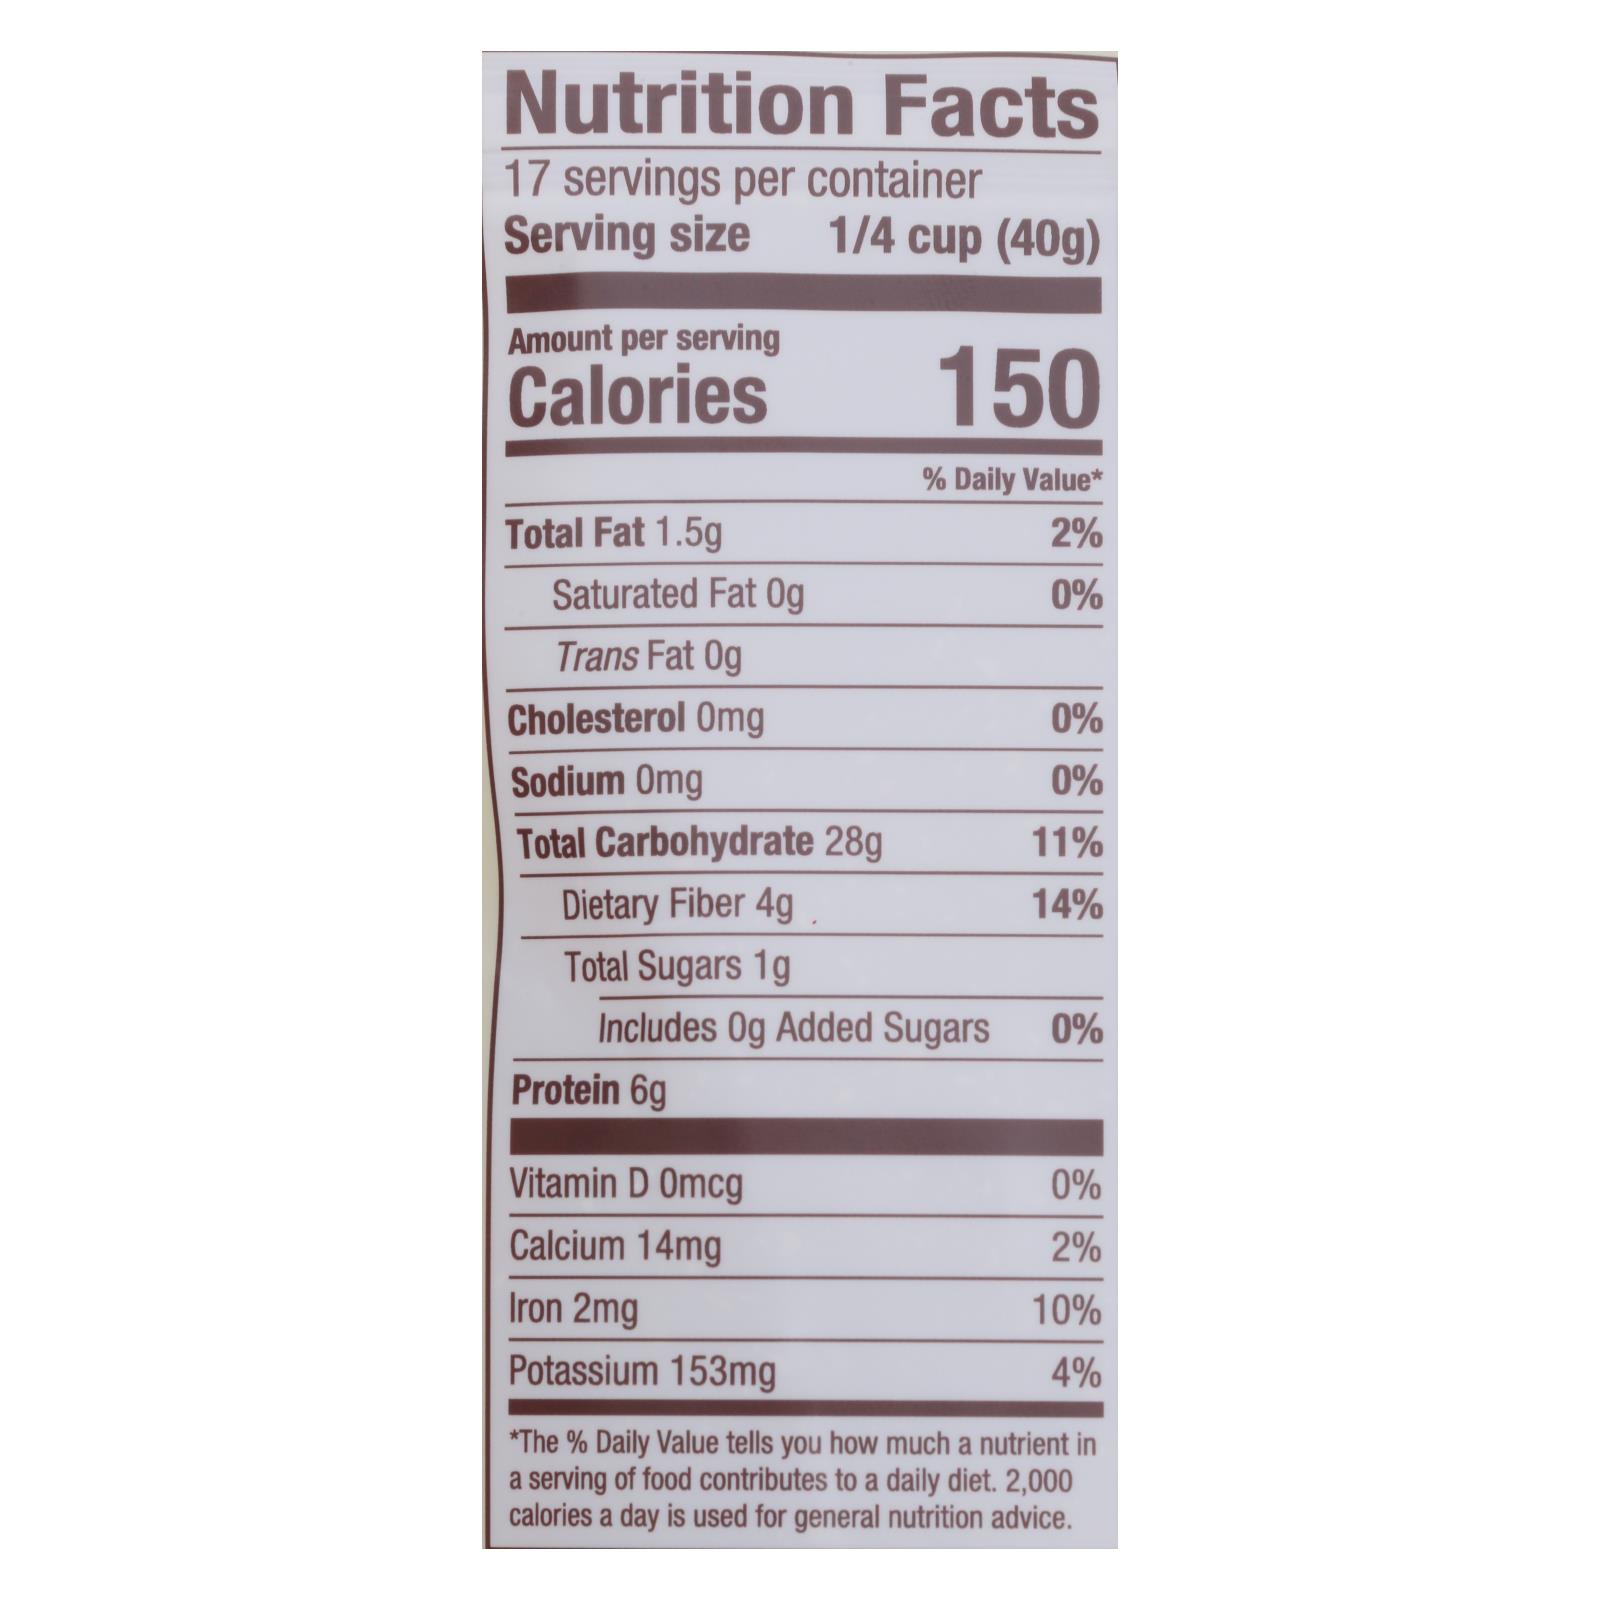 Nutrition Facts
17 servings per container
Serving size 1/4 cup (40g)
Amount per serving
Calories 150
% Daily Value*
Total Fat 1.5g 2%
Saturated Fat 0g 0%
Trans Fat 0g
Cholesterol 0mg 0%
Sodium 0mg 0%
Total Carbohydrate 28g 11%
Dietary Fiber 4g 14%
Total Sugars 1g
Includes 0g Added Sugars 0%
Protein 6g
Vitamin D 0mcg 0%
Calcium 14mg 2%
Iron 2mg 10%
Potassium 153mg 4%
*The % Daily Value tells you how much a nutrient in
a serving of food contributes to a daily diet. 2,000
calories a day is used for general nutrition advice.